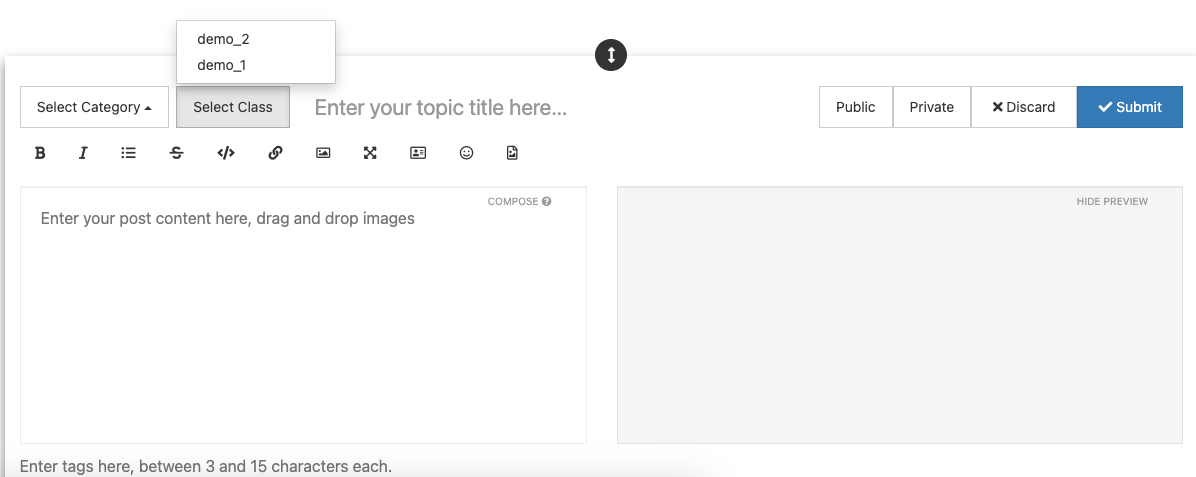 demo_2
demo_1
Select Category
Select Class
Enter your topic title here...
Public
Private
Discard
Submit
COMPOSE
HIDE PREVIEW
Enter your post content here, drag and drop images
Enter tags here, between 3 and 15 characters each.